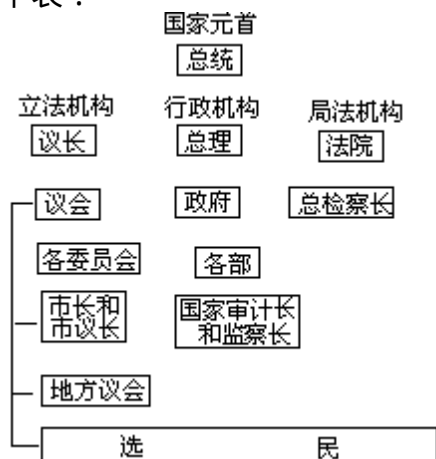 下表：
国家元首
总统
立法机构 行政机构 局法机构
议长 总理 法院
议会 政府 总检察长
各委员会 各部
市长和
市议长
国家审计长
和监察长
地方议会
选 民